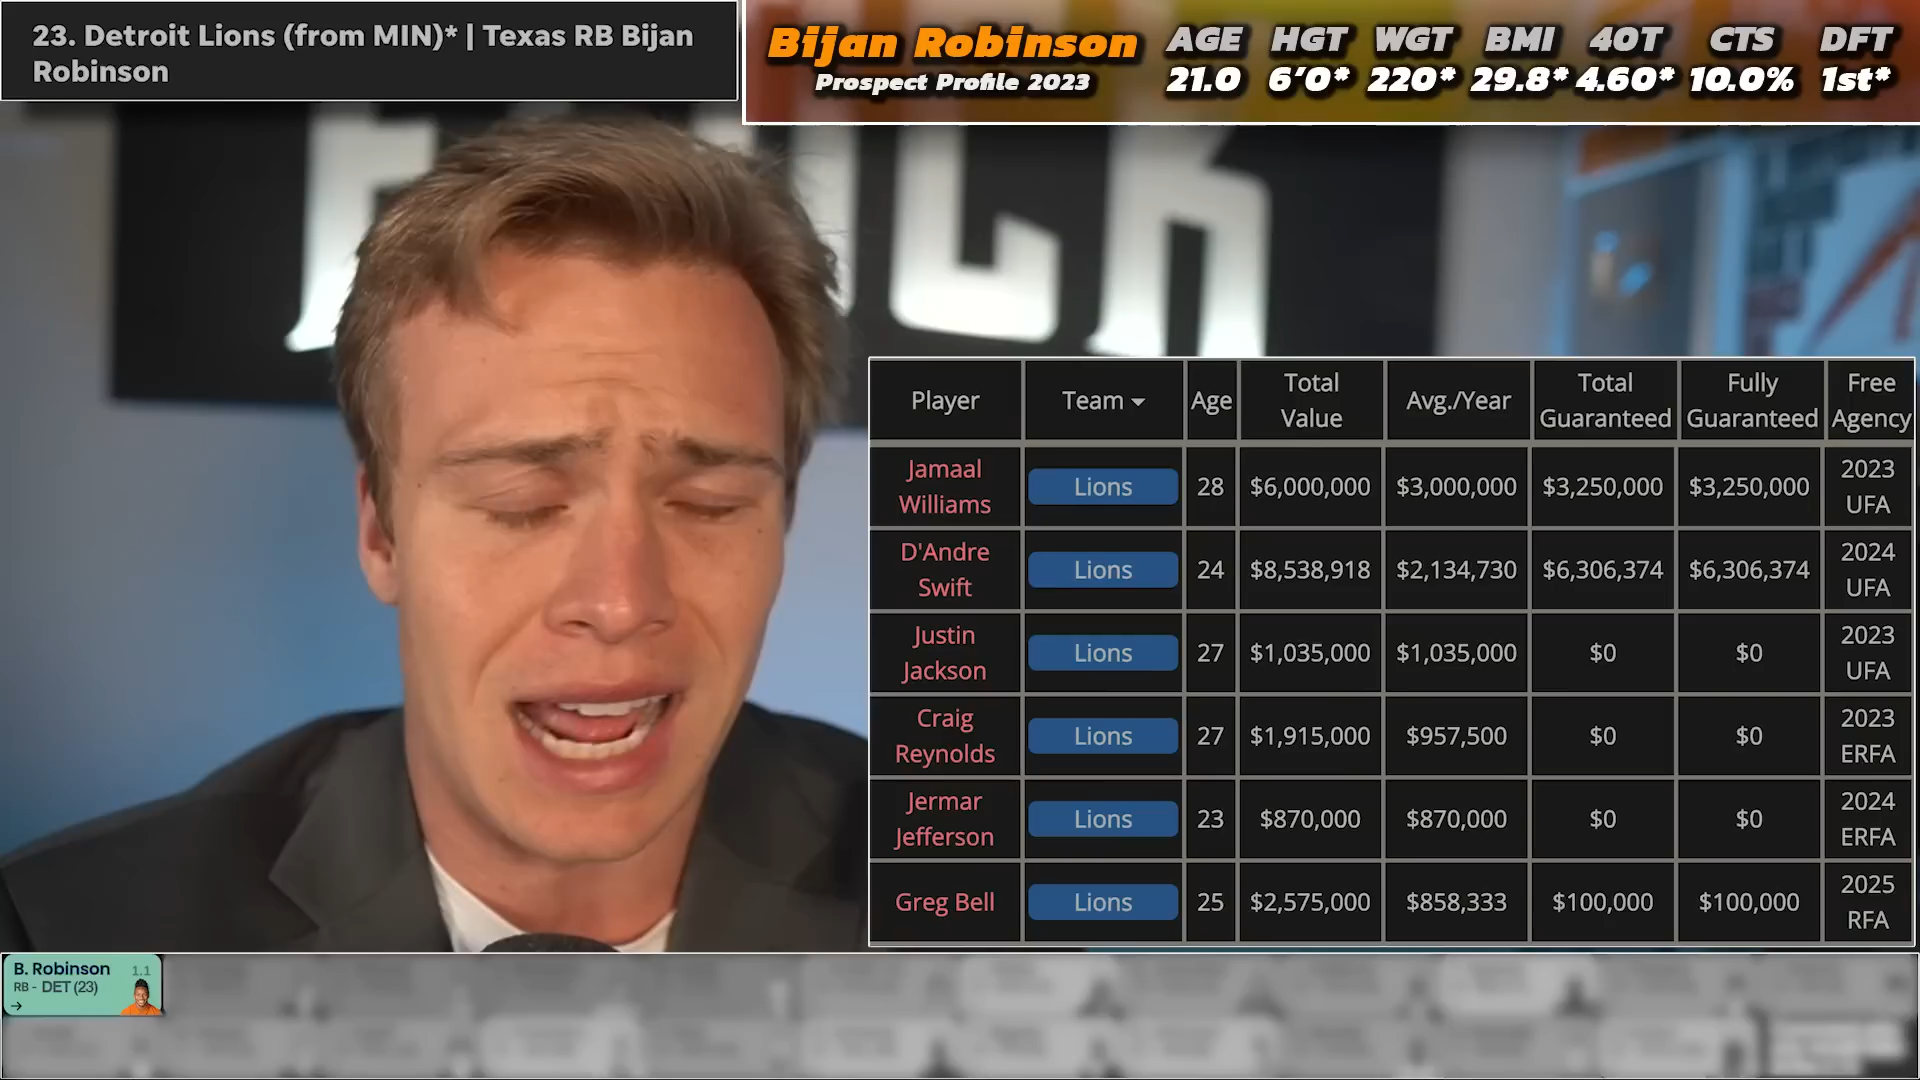 23. Detroit Lions (from MIN)* | Texas RB Bijan
Robinson
Bijan Robinson
Prospect Profile 2023
AGE HGT WGT BMI 40T CTS DFT
21.0 6'0* 220* 29.8* 4.60* 10.0% 1st*
Player Team Age Total Value Avg./Year Total Guaranteed Fully Guaranteed Free Agency
Jamaal Williams Lions 28 $6,000,000 $3,000,000 $3,250,000 $3,250,000 2023 UFA
D'Andre Swift Lions 24 $8,538,918 $2,134,730 $6,306,374 $6,306,374 2024 UFA
Justin Jackson Lions 27 $1,035,000 $1,035,000 $0 $0 2023 UFA
Craig Reynolds Lions 27 $1,915,000 $957,500 $0 $0 2023 ERFA
Jermar Jefferson Lions 23 $870,000 $870,000 $0 $0 2024 ERFA
Greg Bell Lions 25 $2,575,000 $858,333 $100,000 $100,000 2025 RFA
B. Robinson 1.1
RB - DET (23)
→